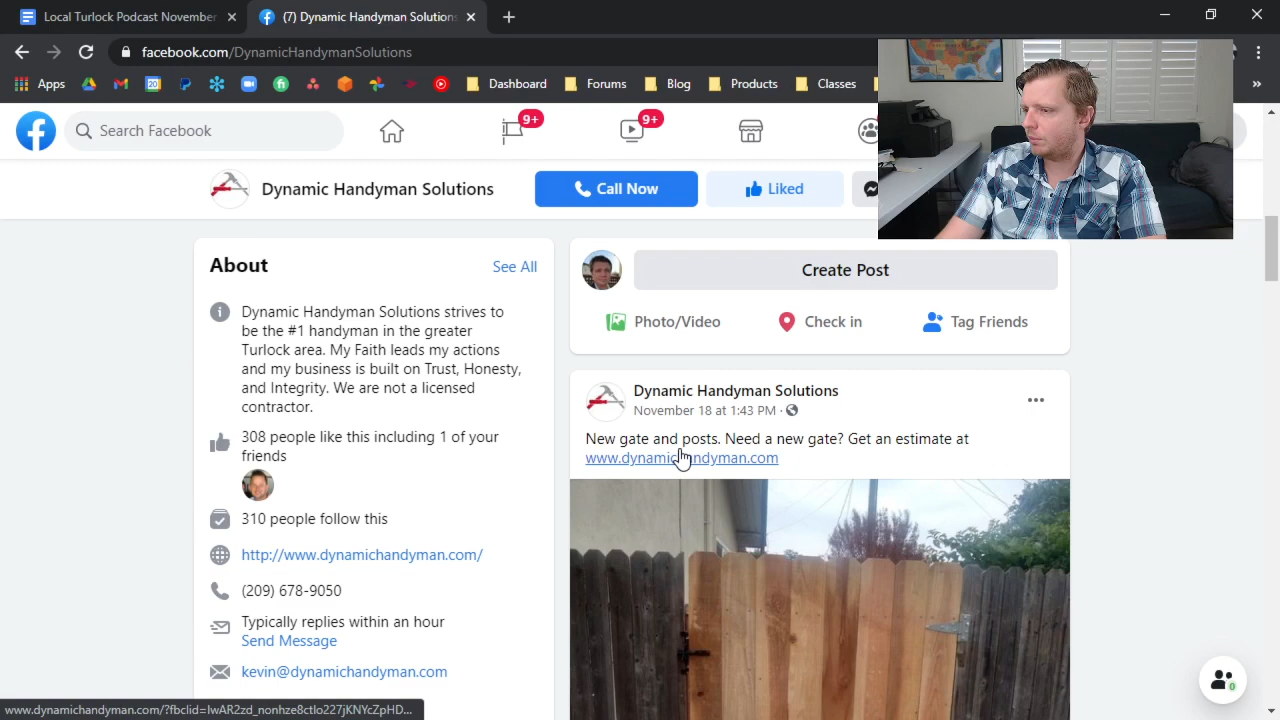 Local Turlock Podcast November
(7) Dynamic Handyman Solutions
facebook.com/DynamicHandymanSolutions
Apps
20
Dashboard
Forums
Blog
Products
Classes
»
Search Facebook
9+
9+
Dynamic Handyman Solutions
Call Now
Liked
About
See All
Create Post
Photo/Video
Check in
Tag Friends
Dynamic Handyman Solutions strives to
be the #1 handyman in the greater
Turlock area. My Faith leads my actions
and my business is built on Trust, Honesty,
and Integrity. We are not a licensed
contractor.
308 people like this including 1 of your
friends
310 people follow this
http://www.dynamichandyman.com/
(209) 678-9050
Typically replies within an hour
Send Message
kevin@dynamichandyman.com
Dynamic Handyman Solutions
November 18 at 1:43 PM ·
New gate and posts. Need a new gate? Get an estimate at
www.dynamichandyman.com
0
www.dynamichandyman.com/?fbclid=IwAR2zd_nonhze8ctlo227jKNYcZpHD...